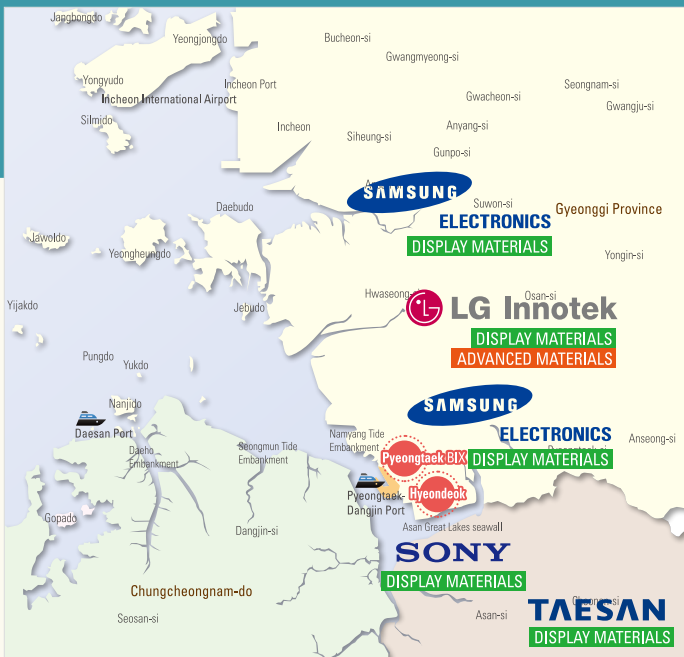 Jangbongdo
Yeongjongdo
Bucheon-si
Gwangmyeong-si
Yongyudo
Incheon Port
Incheon International Airport
Gwacheon-si
Seongnam-si
Gwangju-si
Silmido
Incheon
Siheung-si
Anyang-si
Gunpo-si
SAMSUNG
ELECTRONICS
DISPLAY MATERIALS
Suwon-si
Gyeonggi Province
Daebudo
Jawoldo
Yeongheungdo
Yongin-si
Hwaseong-si
Osan-si
LG Innotek
DISPLAY MATERIALS
ADVANCED MATERIALS
Yijakdo
Jebudo
Pungdo
Yukdo
Nanjido
Daesan Port
SAMSUNG
ELECTRONICS
DISPLAY MATERIALS
Anseong-si
Namyang Tide
Embankment
Pyeongtaek BIX
Hyeondeok
Daeho
Embankment
Seongmun Tide
Embankment
Pyeongtaek-
Dangjin Port
Gopado
Dangjin-si
Asan Great Lakes seawall
SONY
DISPLAY MATERIALS
Chungcheongnam-do
Seosan-si
Asan-si
TAESAN
DISPLAY MATERIALS